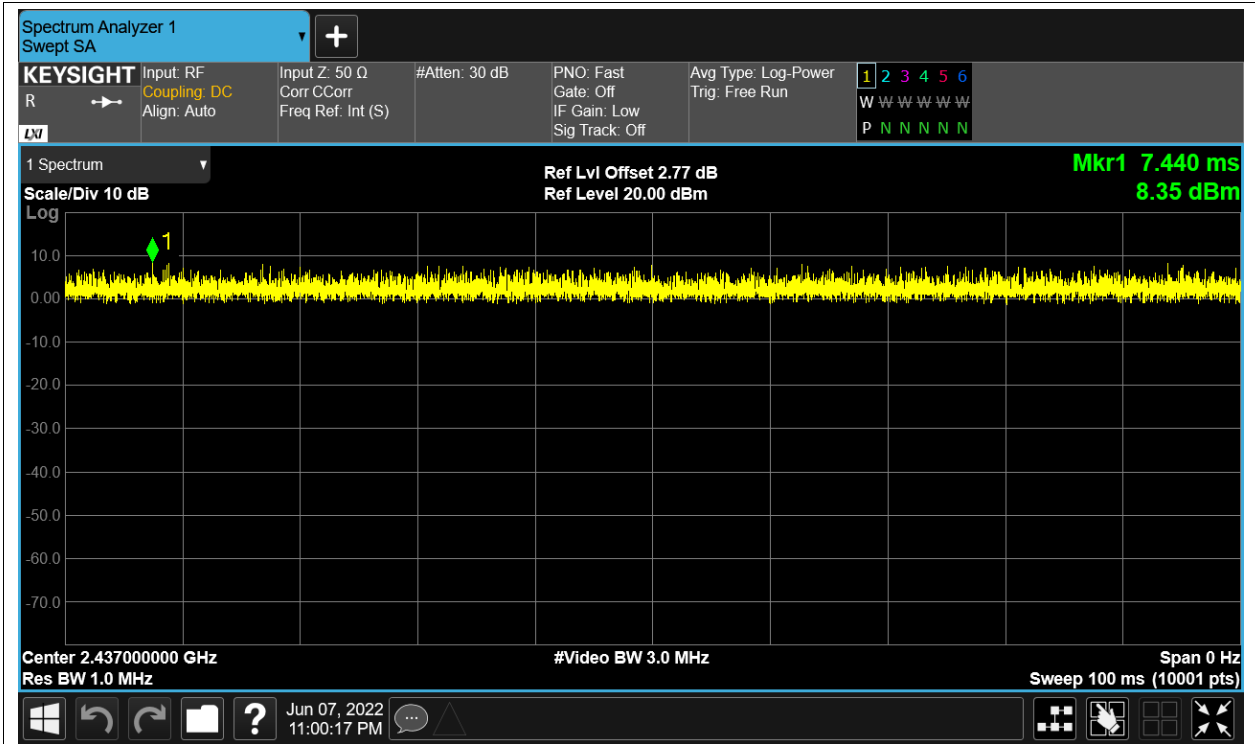 Spectrum Analyzer 1
Swept SA
KEYSIGHT
R
LXI
Input: RF
Coupling: DC
Align: Auto
Input Z: 50 Ω
Corr CCorr
Freq Ref: Int (S)
#Atten: 30 dB
PNO: Fast
Gate: Off
IF Gain: Low
Sig Track: Off
Avg Type: Log-Power
Trig: Free Run
1 2 3 4 5 6
W W W W W W
P N N N N N
1 Spectrum
Scale/Div 10 dB
Log
Ref Lvl Offset 2.77 dB
Ref Level 20.00 dBm
Mkr1 7.440 ms
8.35 dBm
1
10.0
0.00
-10.0
-20.0
-30.0
-40.0
-50.0
-60.0
-70.0
Center 2.437000000 GHz
Res BW 1.0 MHz
#Video BW 3.0 MHz
Span 0 Hz
Sweep 100 ms (10001 pts)
?
Jun 07, 2022
11:00:17 PM